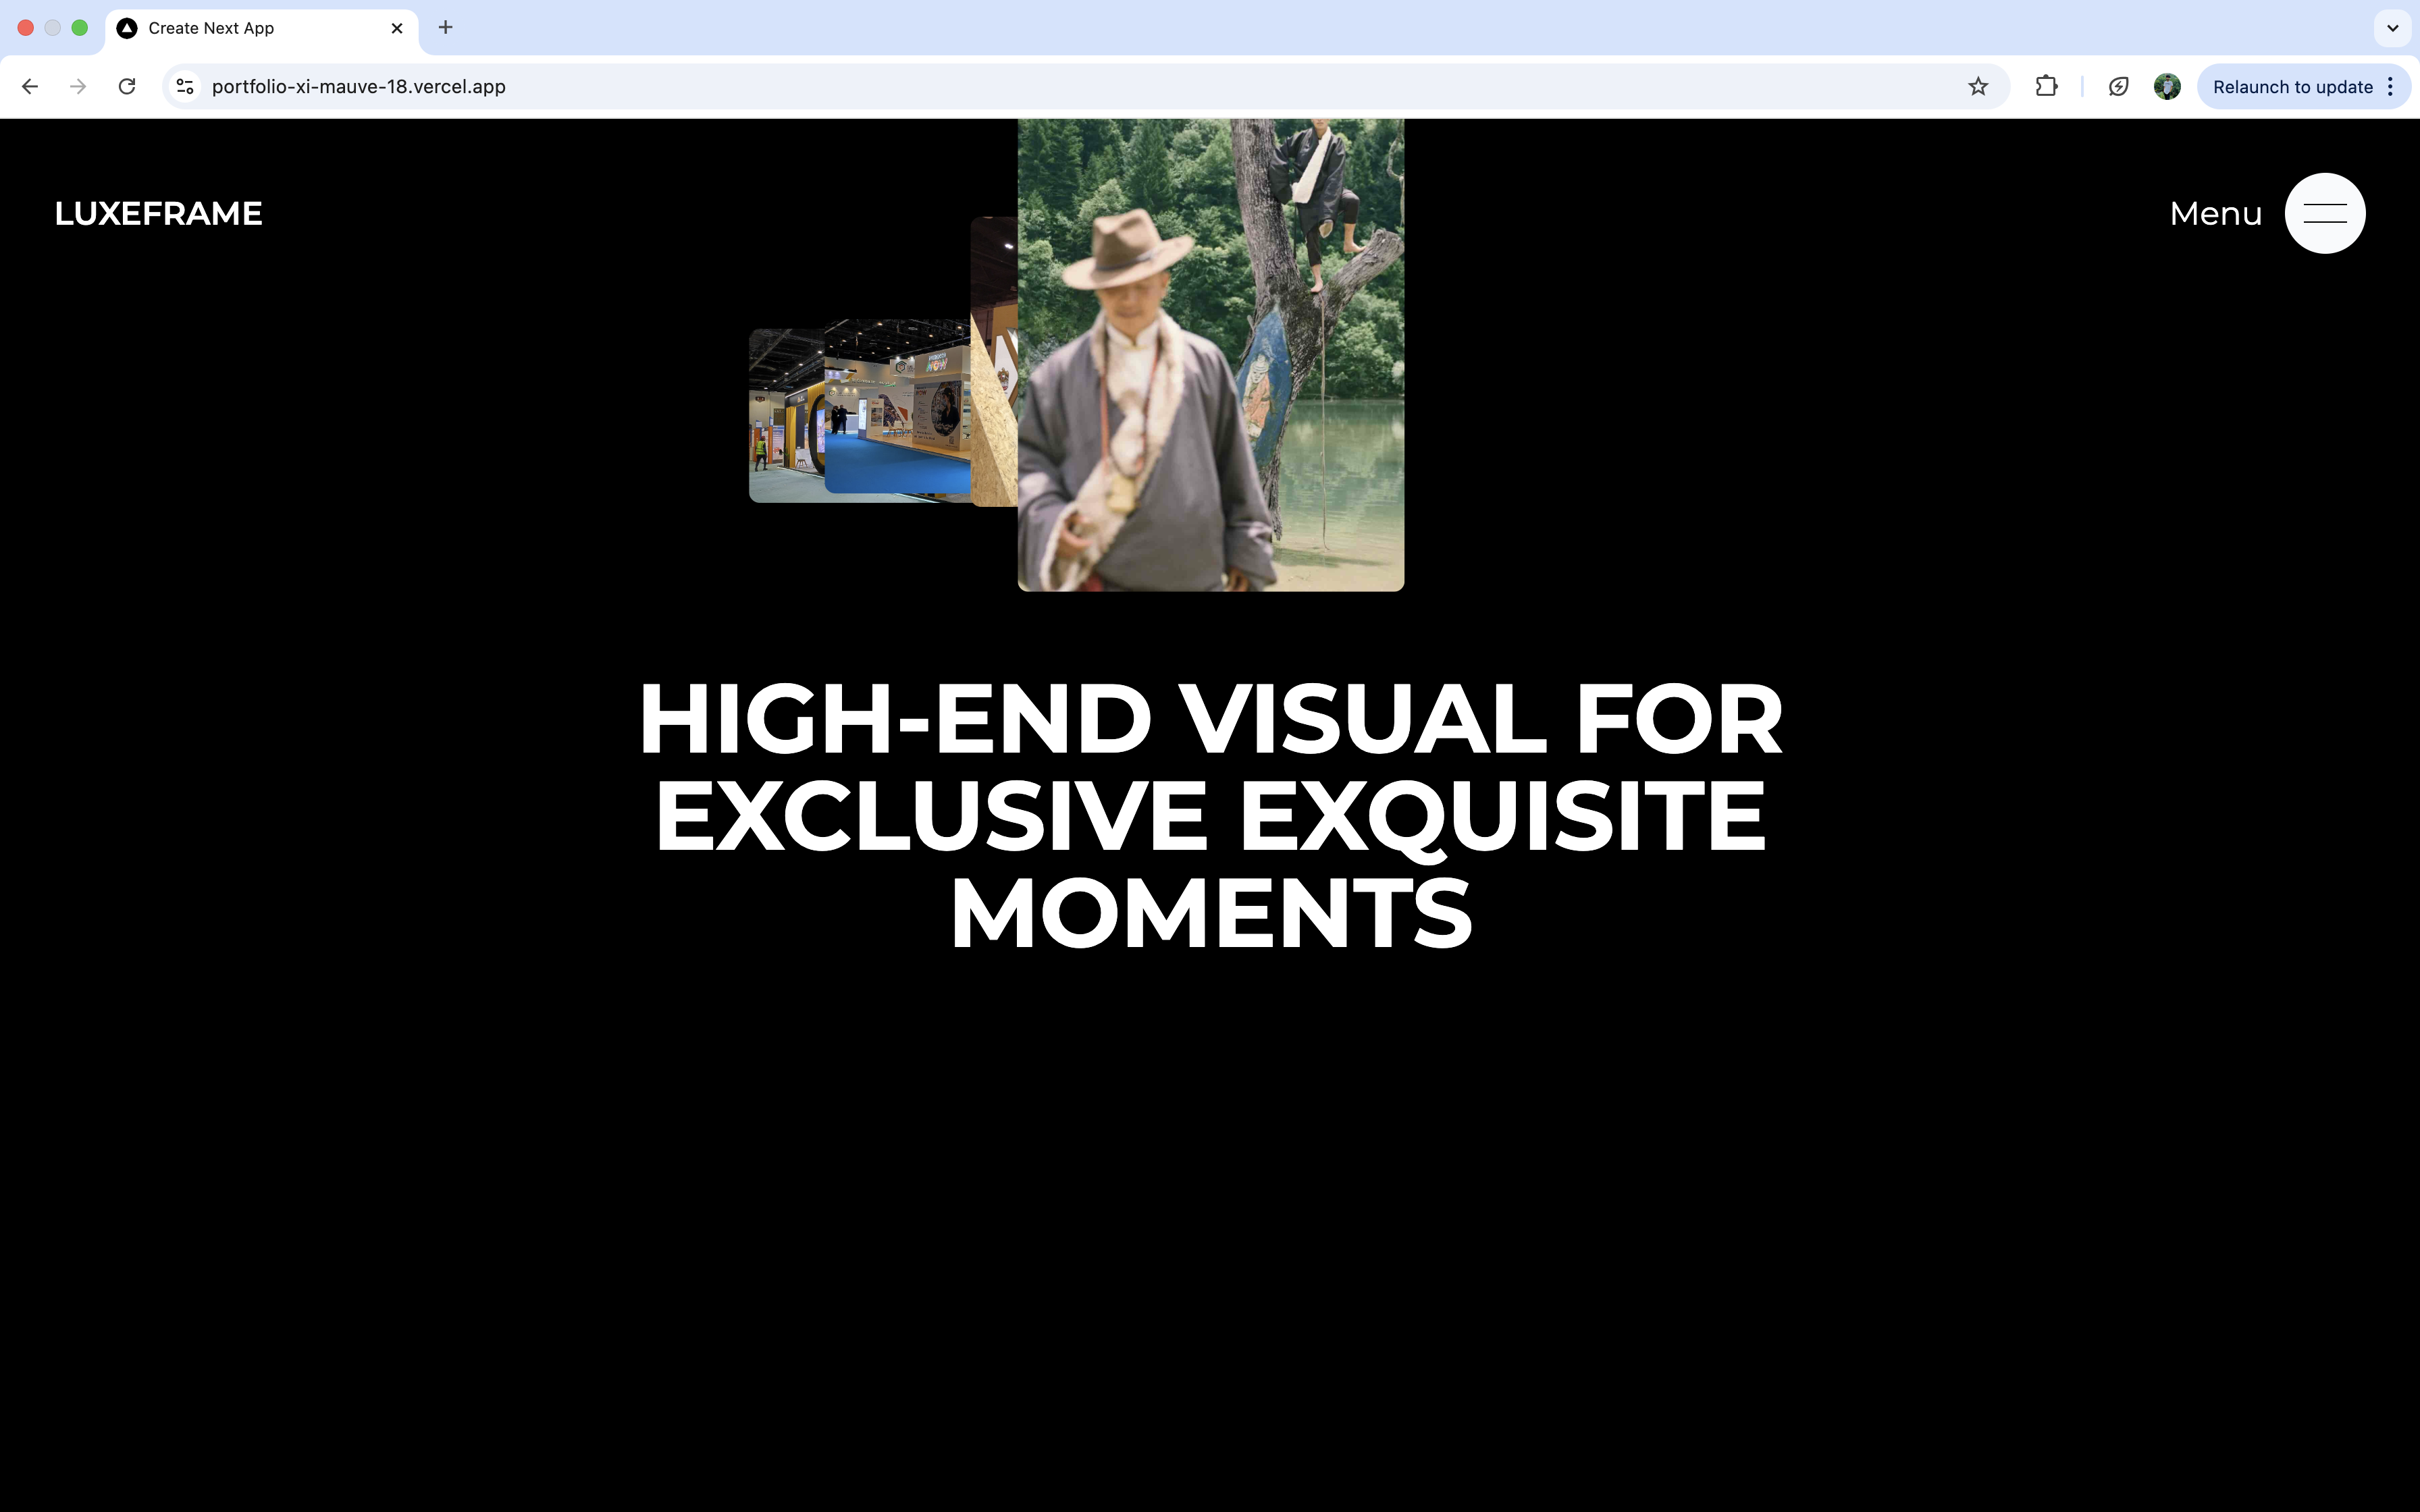 Create Next App
portfolio-xi-mauve-18.vercel.app
Relaunch to update
LUXEFRAME
Menu
HIGH-END VISUAL FOR
EXCLUSIVE EXQUISITE
MOMENTS